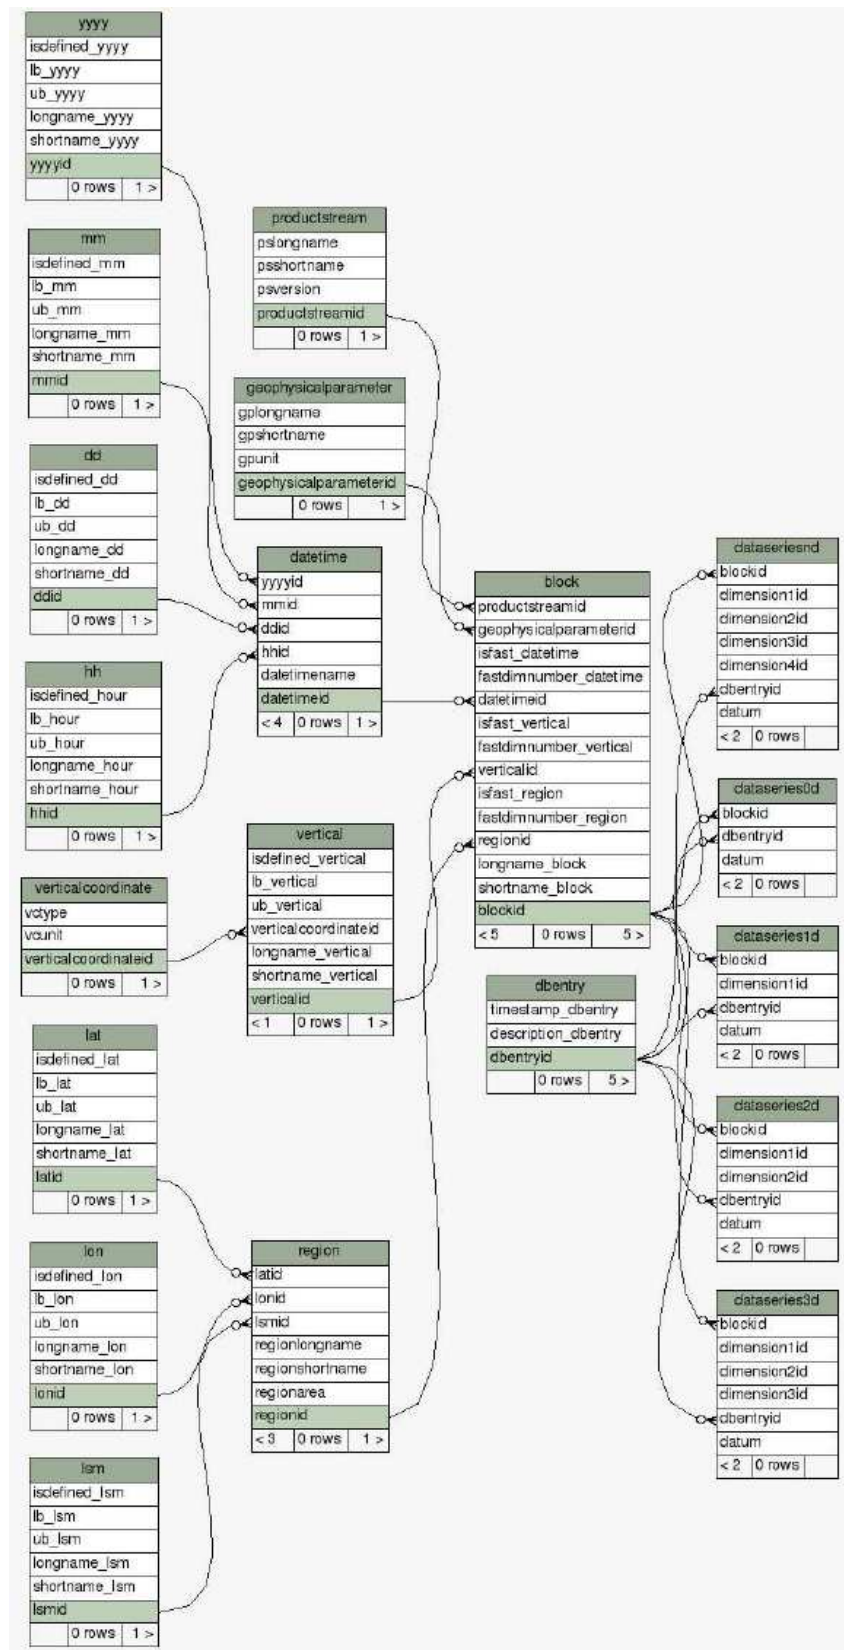 yyyy
isdefined_yyyy
lb_yyyy
ub_yyyy
longname_yyyy
shortname_yyyy
yyyyid
0 rows 1 >
mm
isdefined_mm
lb_mm
ub_mm
longname_mm
shortname_mm
mmid
0 rows 1 >
dd
isdefined_dd
lb_dd
ub_dd
longname_dd
shortname_dd
ddid
0 rows 1 >
hh
isdefined_hour
lb_hour
ub_hour
longname_hour
shortname_hour
hhid
0 rows 1 >
verticalcoordinate
vctype
vcunit
verticalcoordinateid
0 rows 1 >
lat
isdefined_lat
lb_lat
ub_lat
longname_lat
shortname_lat
latid
0 rows 1 >
lon
isdefined_lon
lb_lon
ub_lon
longname_lon
shortname_lon
lonid
0 rows 1 >
lsm
isdefined_lsm
lb_lsm
ub_lsm
longname_lsm
shortname_lsm
lsmid
0 rows 1 >
productstream
pslongname
psshortname
psversion
productstreamid
0 rows 1 >
geophysicalparameter
gplongname
gpshortname
gpunit
geophysicalparameterid
0 rows 1 >
datetime
yyyyid
mmid
ddid
hhid
datetimename
datetimeid
< 4 0 rows 1 >
vertical
isdefined_vertical
lb_vertical
ub_vertical
verticalcoordinateid
longname_vertical
shortname_vertical
verticalid
< 1 0 rows 1 >
region
latid
lonid
lsmid
regionlongname
regionshortname
regionarea
regionid
< 3 0 rows 1 >
block
productstreamid
geophysicalparameterid
isfast_datetime
fastdimnumber_datetime
datetimeid
isfast_vertical
fastdimnumber_vertical
verticalid
isfast_region
fastdimnumber_region
regionid
longname_block
shortname_block
blockid
< 5 0 rows 5 >
dbentry
timestamp_dbentry
description_dbentry
dbentryid
0 rows 5 >
dataseriesnd
blockid
dimension1id
dimension2id
dimension3id
dimension4id
dbentryid
datum
< 2 0 rows
dataseries0d
blockid
dbentryid
datum
< 2 0 rows
dataseries1d
blockid
dimension1id
dbentryid
datum
< 2 0 rows
dataseries2d
blockid
dimension1id
dimension2id
dbentryid
datum
< 2 0 rows
dataseries3d
blockid
dimension1id
dimension2id
dimension3id
dbentryid
datum
< 2 0 rows